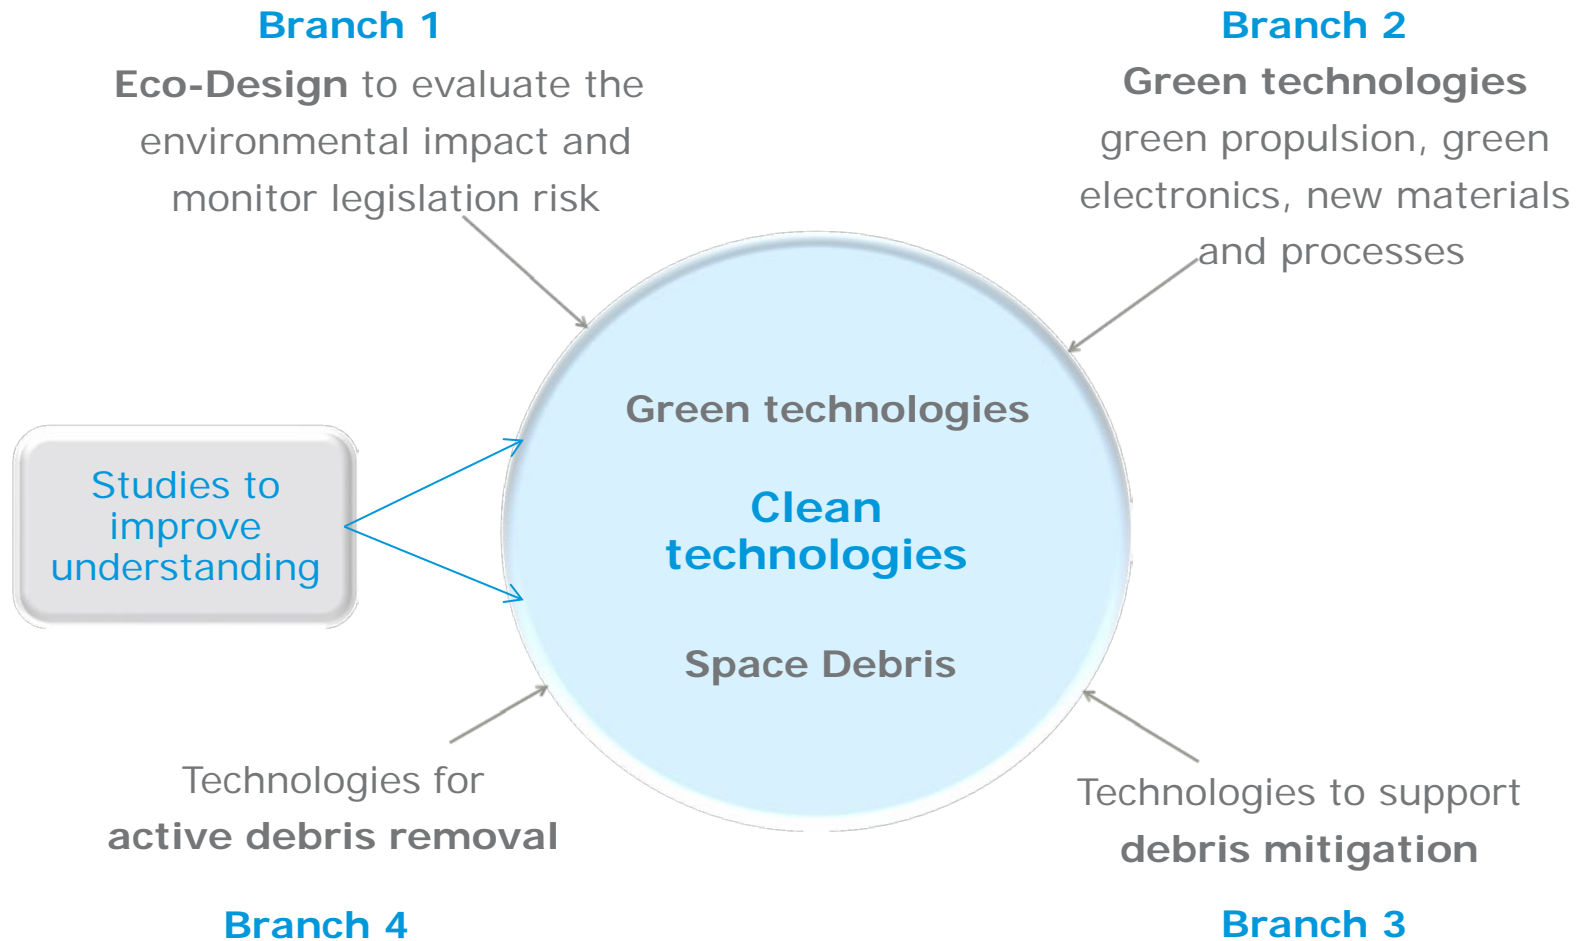 Branch 1
Eco-Design to evaluate the
environmental impact and
monitor legislation risk
Branch 2
Green technologies
green propulsion, green
electronics, new materials
and processes
Green technologies
Clean
technologies
Space Debris
Studies to
improve
understanding
Technologies for
active debris removal
Branch 4
Technologies to support
debris mitigation
Branch 3